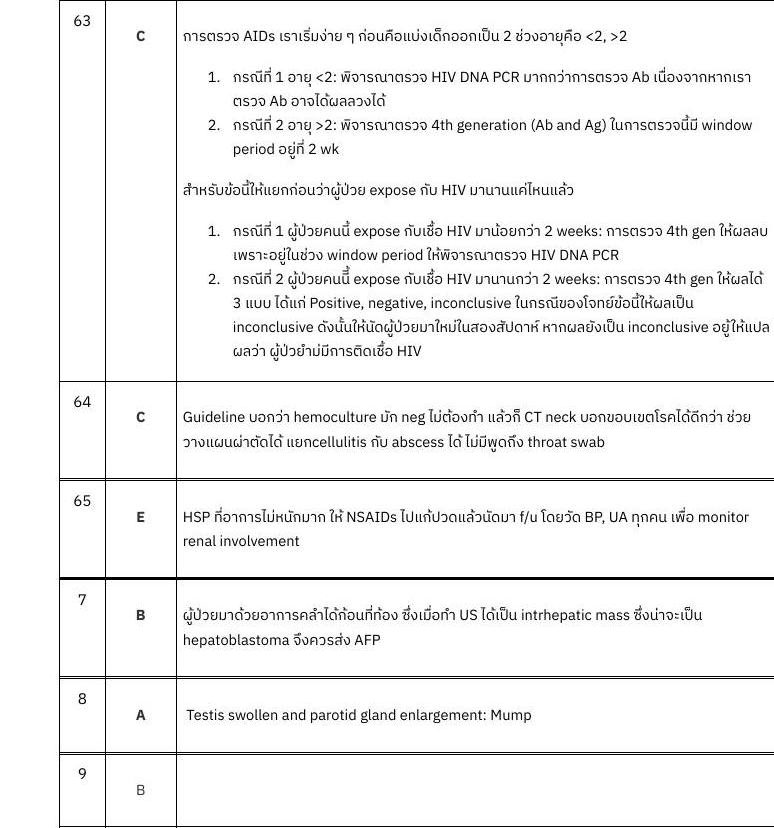 63
C
การตรวจ AIDs เราเริ่มง่าย ๆ ก่อนคือแบ่งเด็กออกเป็น 2 ช่วงอายุคือ <2, >2
1. กรณีที่ 1 อายุ <2: พิจารณาตรวจ HIV DNA PCR มากกว่าการตรวจ Ab เนื่องจากหากเรา
ตรวจ Ab อาจได้ผลลวงได้
2. กรณีที่ 2 อายุ >2: พิจารณาตรวจ 4th generation (Ab and Ag) ในการตรวจนี้มี window
period อยู่ที่ 2 wk
สำหรับข้อนี้ให้แยกก่อนว่าผู้ป่วย expose กับ HIV มานานแค่ไหนแล้ว
1. กรณีที่ 1 ผู้ป่วยคนนี้ expose กับเชื้อ HIV มาน้อยกว่า 2 weeks: การตรวจ 4th gen ให้ผลลบ
เพราะอยู่ในช่วง window period ให้พิจารณาตรวจ HIV DNA PCR
2. กรณีที่ 2 ผู้ป่วยคนนี้ expose กับเชื้อ HIV มานานกว่า 2 weeks: การตรวจ 4th gen ให้ผลได้
3 แบบ ได้แก่ Positive, negative, inconclusive ในกรณีของโจทย์ข้อนี้ให้ผลเป็น
inconclusive ดังนั้นให้นัดผู้ป่วยมาใหม่ในสองสัปดาห์ หากผลยังเป็น inconclusive อยู่ให้แปล
ผลว่า ผู้ป่วยำม่มีการติดเชื้อ HIV
64
C
Guideline บอกว่า hemoculture มัก neg ไม่ต้องทำ แล้วก็ CT neck บอกขอบเขตโรคได้ดีกว่า ช่วย
วางแผนผ่าตัดได้ แยกcellulitis กับ abscess ได้ ไม่มีพูดถึง throat swab
65
E
HSP ที่อาการไม่หนักมาก ให้ NSAIDs ไปแก้ปวดแล้วนัดมา f/u โดยวัด BP, UA ทุกคน เพื่อ monitor
renal involvement
7
B
ผู้ป่วยมาด้วยอาการคลำได้ก้อนที่ท้อง ซึ่งเมื่อทำ US ได้เป็น intrhepatic mass ซึ่งน่าจะเป็น
hepatoblastoma จึงควรส่ง AFP
8
A
Testis swollen and parotid gland enlargement: Mump
9
B